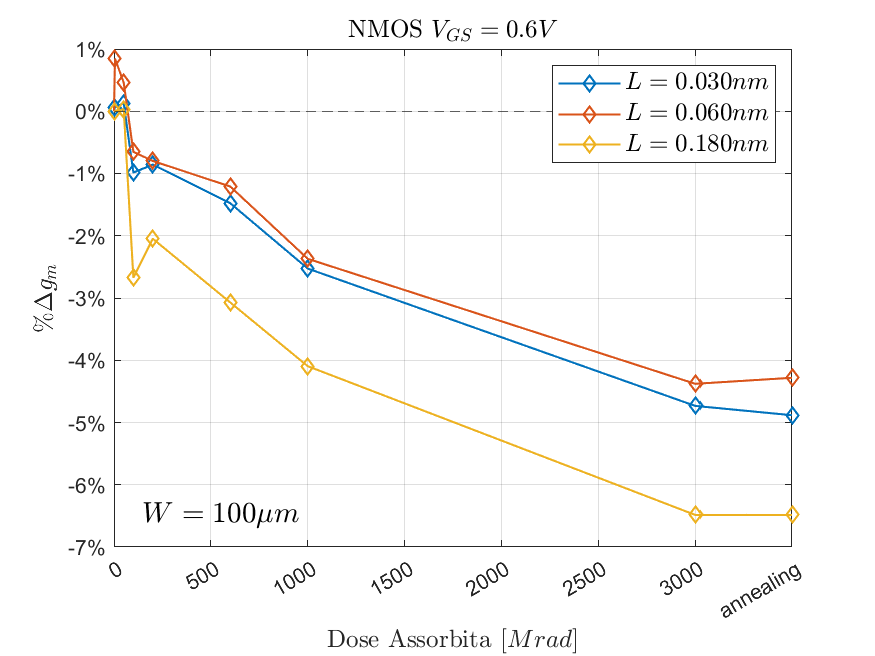 NMOS $V_{GS} = 0.6V$
1%
0%
-1%
-2%
-3%
-4%
-5%
-6%
-7%
%$\Delta g_m$
$L = 0.030nm$
$L = 0.060nm$
$L = 0.180nm$
$W = 100\mu m$
0
500
1000
1500
2000
2500
3000
annealing
Dose Assorbita [$Mrad$]